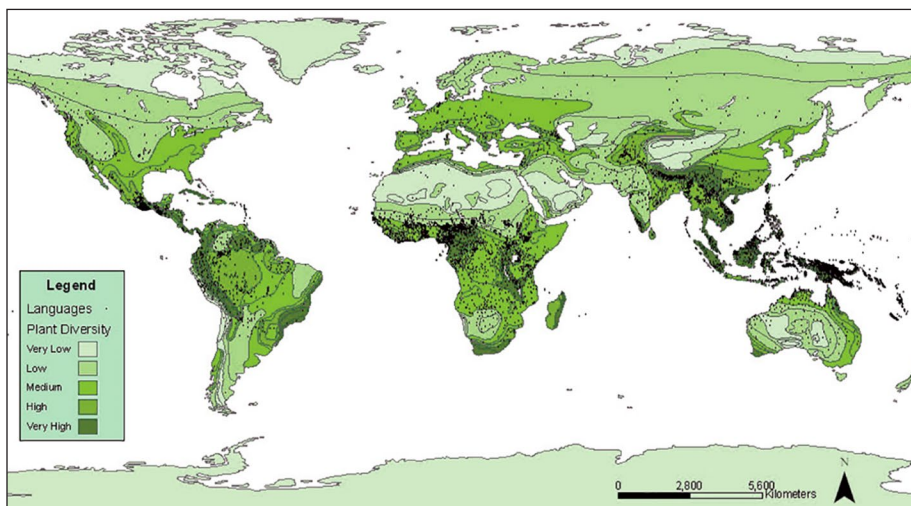 Legend
Languages
Plant Diversity
Very Low
Low
Medium
High
Very High
N
0 2,800 5,600
Kilometers